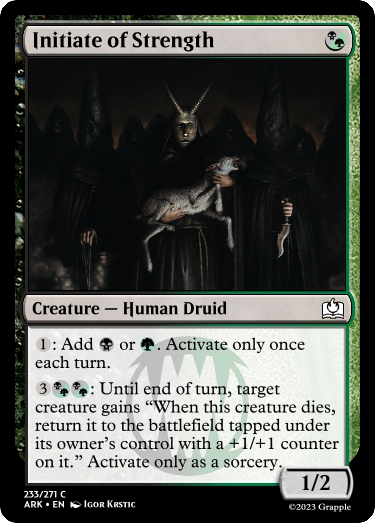 Initiate of Strength
Creature — Human Druid
1: Add or . Activate only once
each turn.
3: Until end of turn, target
creature gains “When this creature dies,
return it to the battlefield tapped under
its owner’s control with a +1/+1 counter
on it.” Activate only as a sorcery.
1/2
233/271 C
ARK • EN Igor Krstic
©2023 Grapple